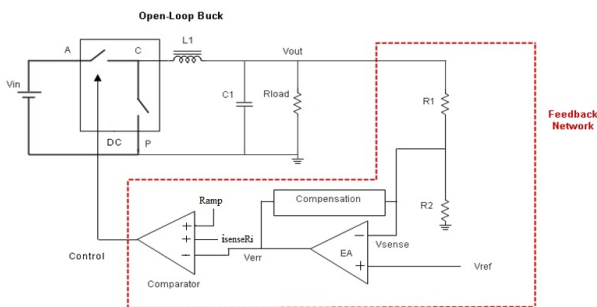 Open-Loop Buck
L1
A
C
Vout
Vin
C1
Rload
R1
Feedback
Network
DC
P
Ramp
Compensation
R2
isenseRi
Verr
EA
Vsense
Control
Comparator
Vref